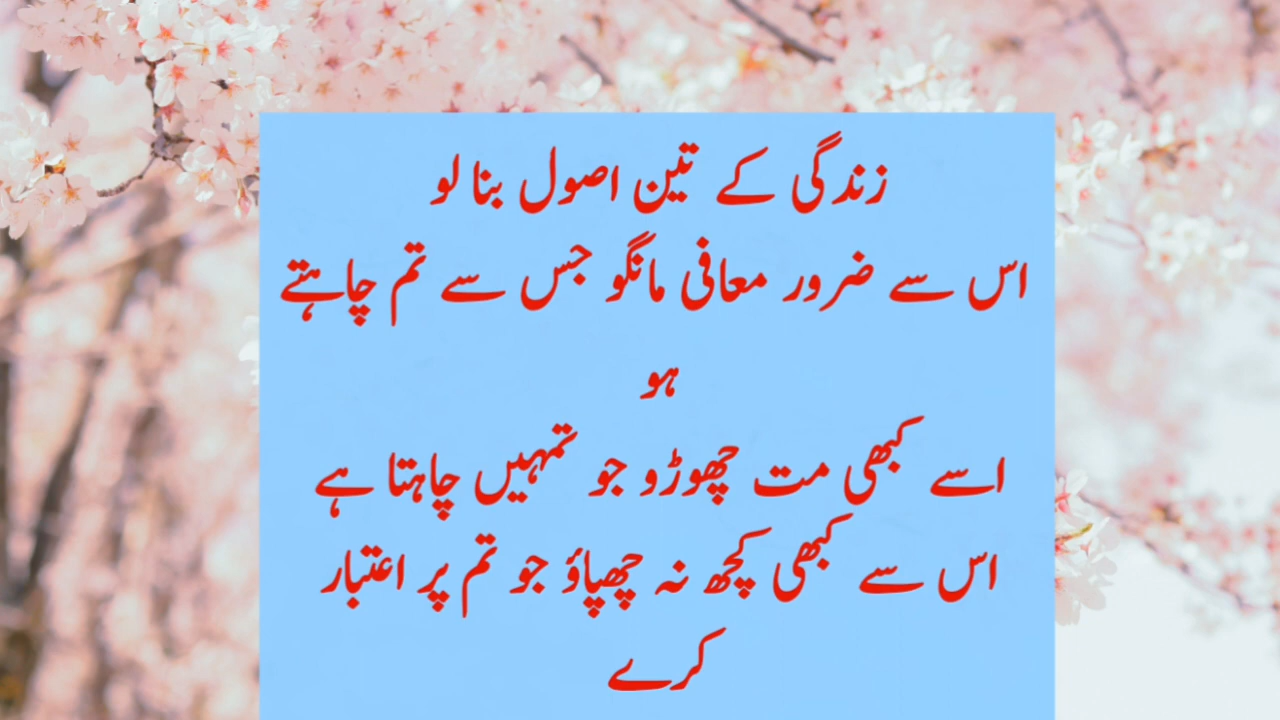 زندگی کے تین اصول بنا لو
اس سے ضرور معافی مانگو جس سے تم چاہتے
ہو
اسے کبھی مت چھوڑو جو تمہیں چاہتا ہے
اس سے کبھی کچھ نہ چھپاؤ جو تم پر اعتبار
کرے